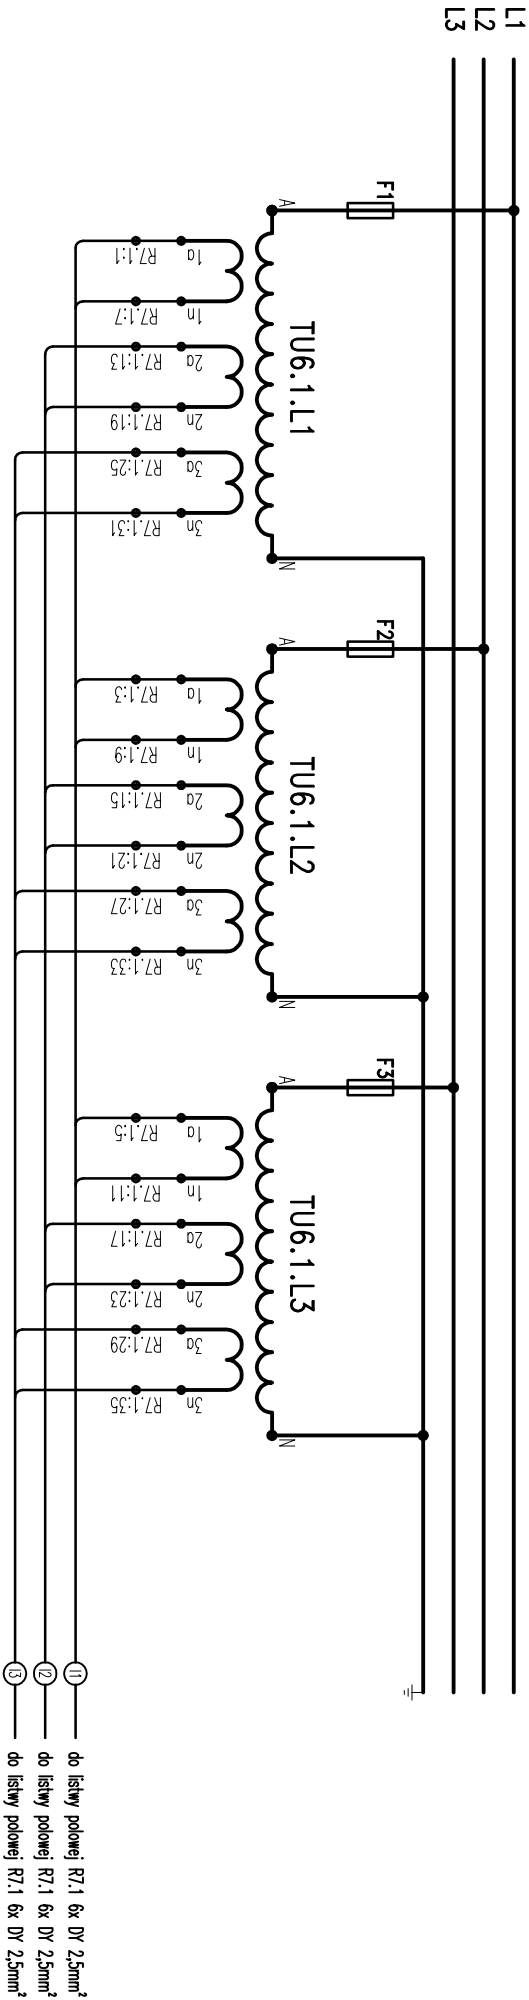 L1
L2
L3
F1
A
TU6.1.L1
N
1a
R7.1:1
1n
R7.1:7
2a
R7.1:13
2n
R7.1:19
3a
R7.1:25
3n
R7.1:31
F2
A
TU6.1.L2
N
1a
R7.1:3
1n
R7.1:9
2a
R7.1:15
2n
R7.1:21
3a
R7.1:27
3n
R7.1:33
F3
A
TU6.1.L3
N
1a
R7.1:5
1n
R7.1:11
2a
R7.1:17
2n
R7.1:23
3a
R7.1:29
3n
R7.1:35
I1 do listwy polowej R7.1 6x DY 2,5mm²
I2 do listwy polowej R7.1 6x DY 2,5mm²
I3 do listwy polowej R7.1 6x DY 2,5mm²